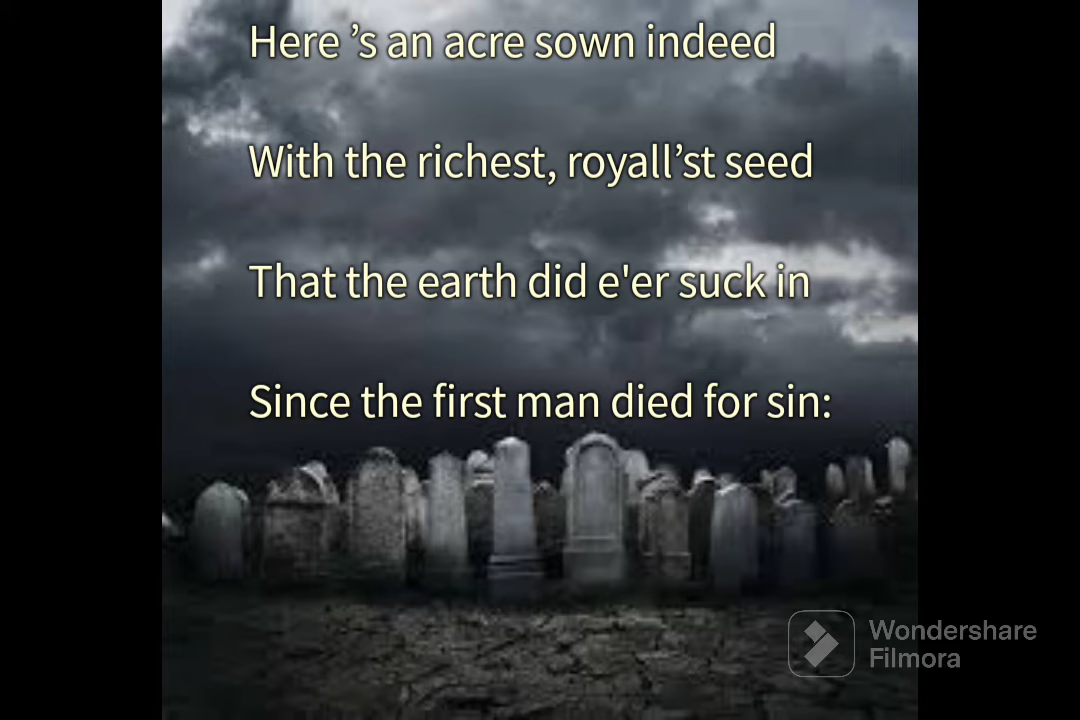 Here ’s an acre sown indeed
With the richest, royall’st seed
That the earth did e'er suck in
Since the first man died for sin:
Wondershare
Filmora